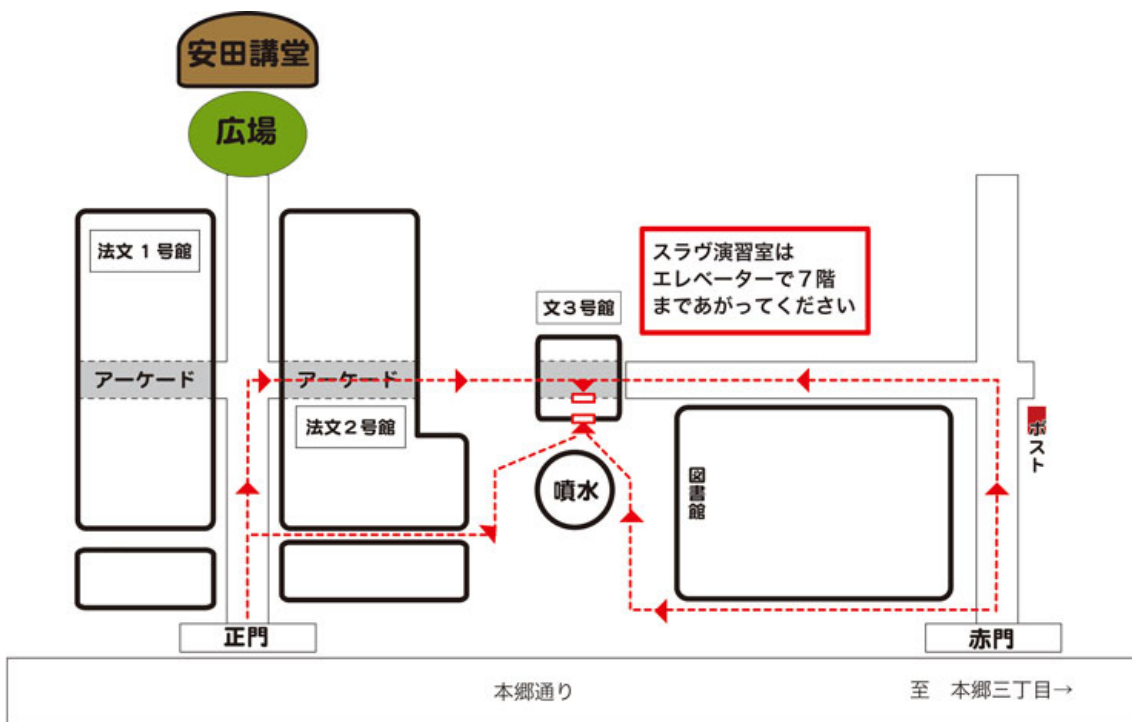 安田講堂
広場
法文1号館
スラヴ演習室は
エレベーターで7階
まであがってください
文3号館
アーケード
アーケード
法文2号館
ポスト
図書館
噴水
正門
赤門
本郷通り
至　本郷三丁目→